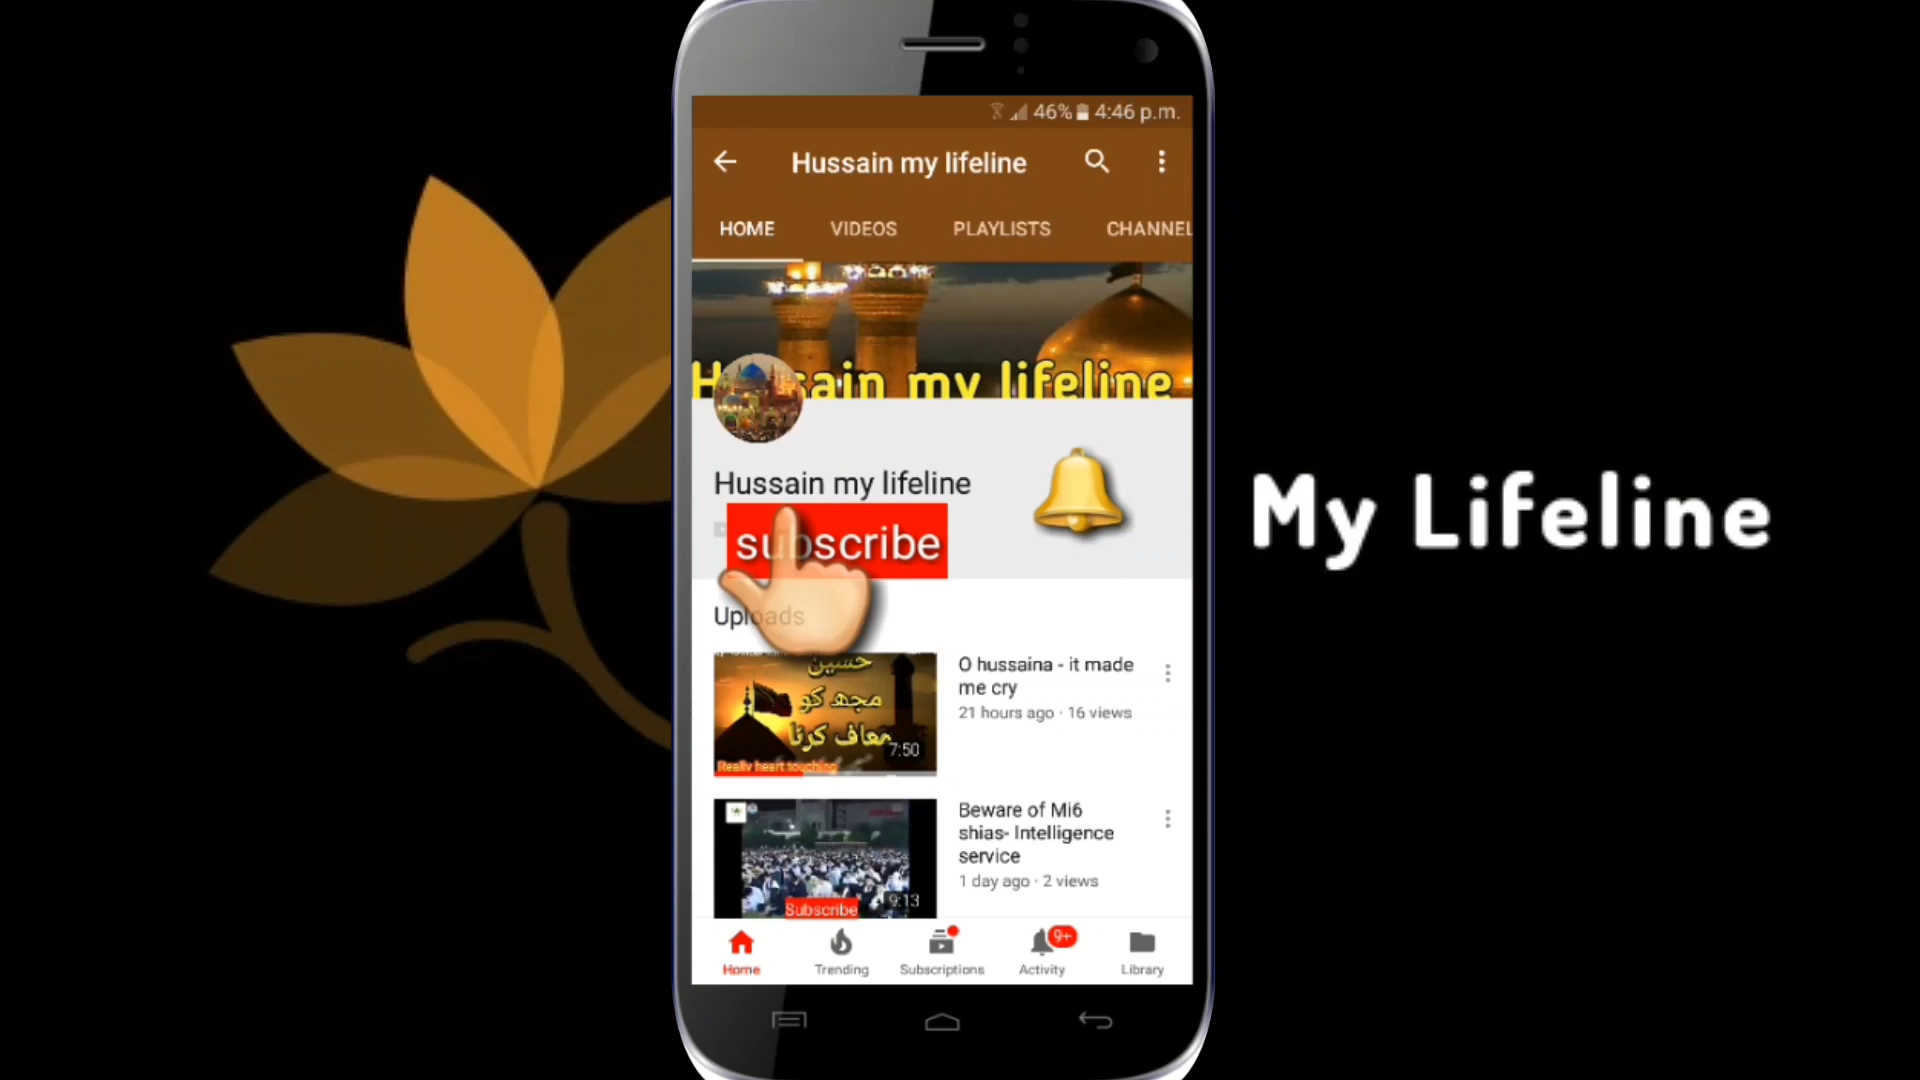 46% 4:46 p.m.
Hussain my lifeline
HOME VIDEOS PLAYLISTS CHANNEL
sain my lifeline
Hussain my lifeline
subscribe
My Lifeline
Uploads
حسین
مجھ کو
معاف کرنا
7:50
Really heart touching
O hussaina - it made
me cry
21 hours ago · 16 views
Subscribe
9:13
Beware of Mi6
shias- Intelligence
service
1 day ago · 2 views
9+
Home Trending Subscriptions Activity Library